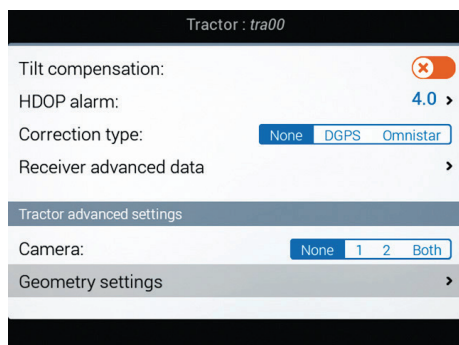 Tractor : tra00
Tilt compensation:
HDOP alarm: 4.0
Correction type: None DGPS Omnistar
Receiver advanced data
Tractor advanced settings
Camera: None 1 2 Both
Geometry settings